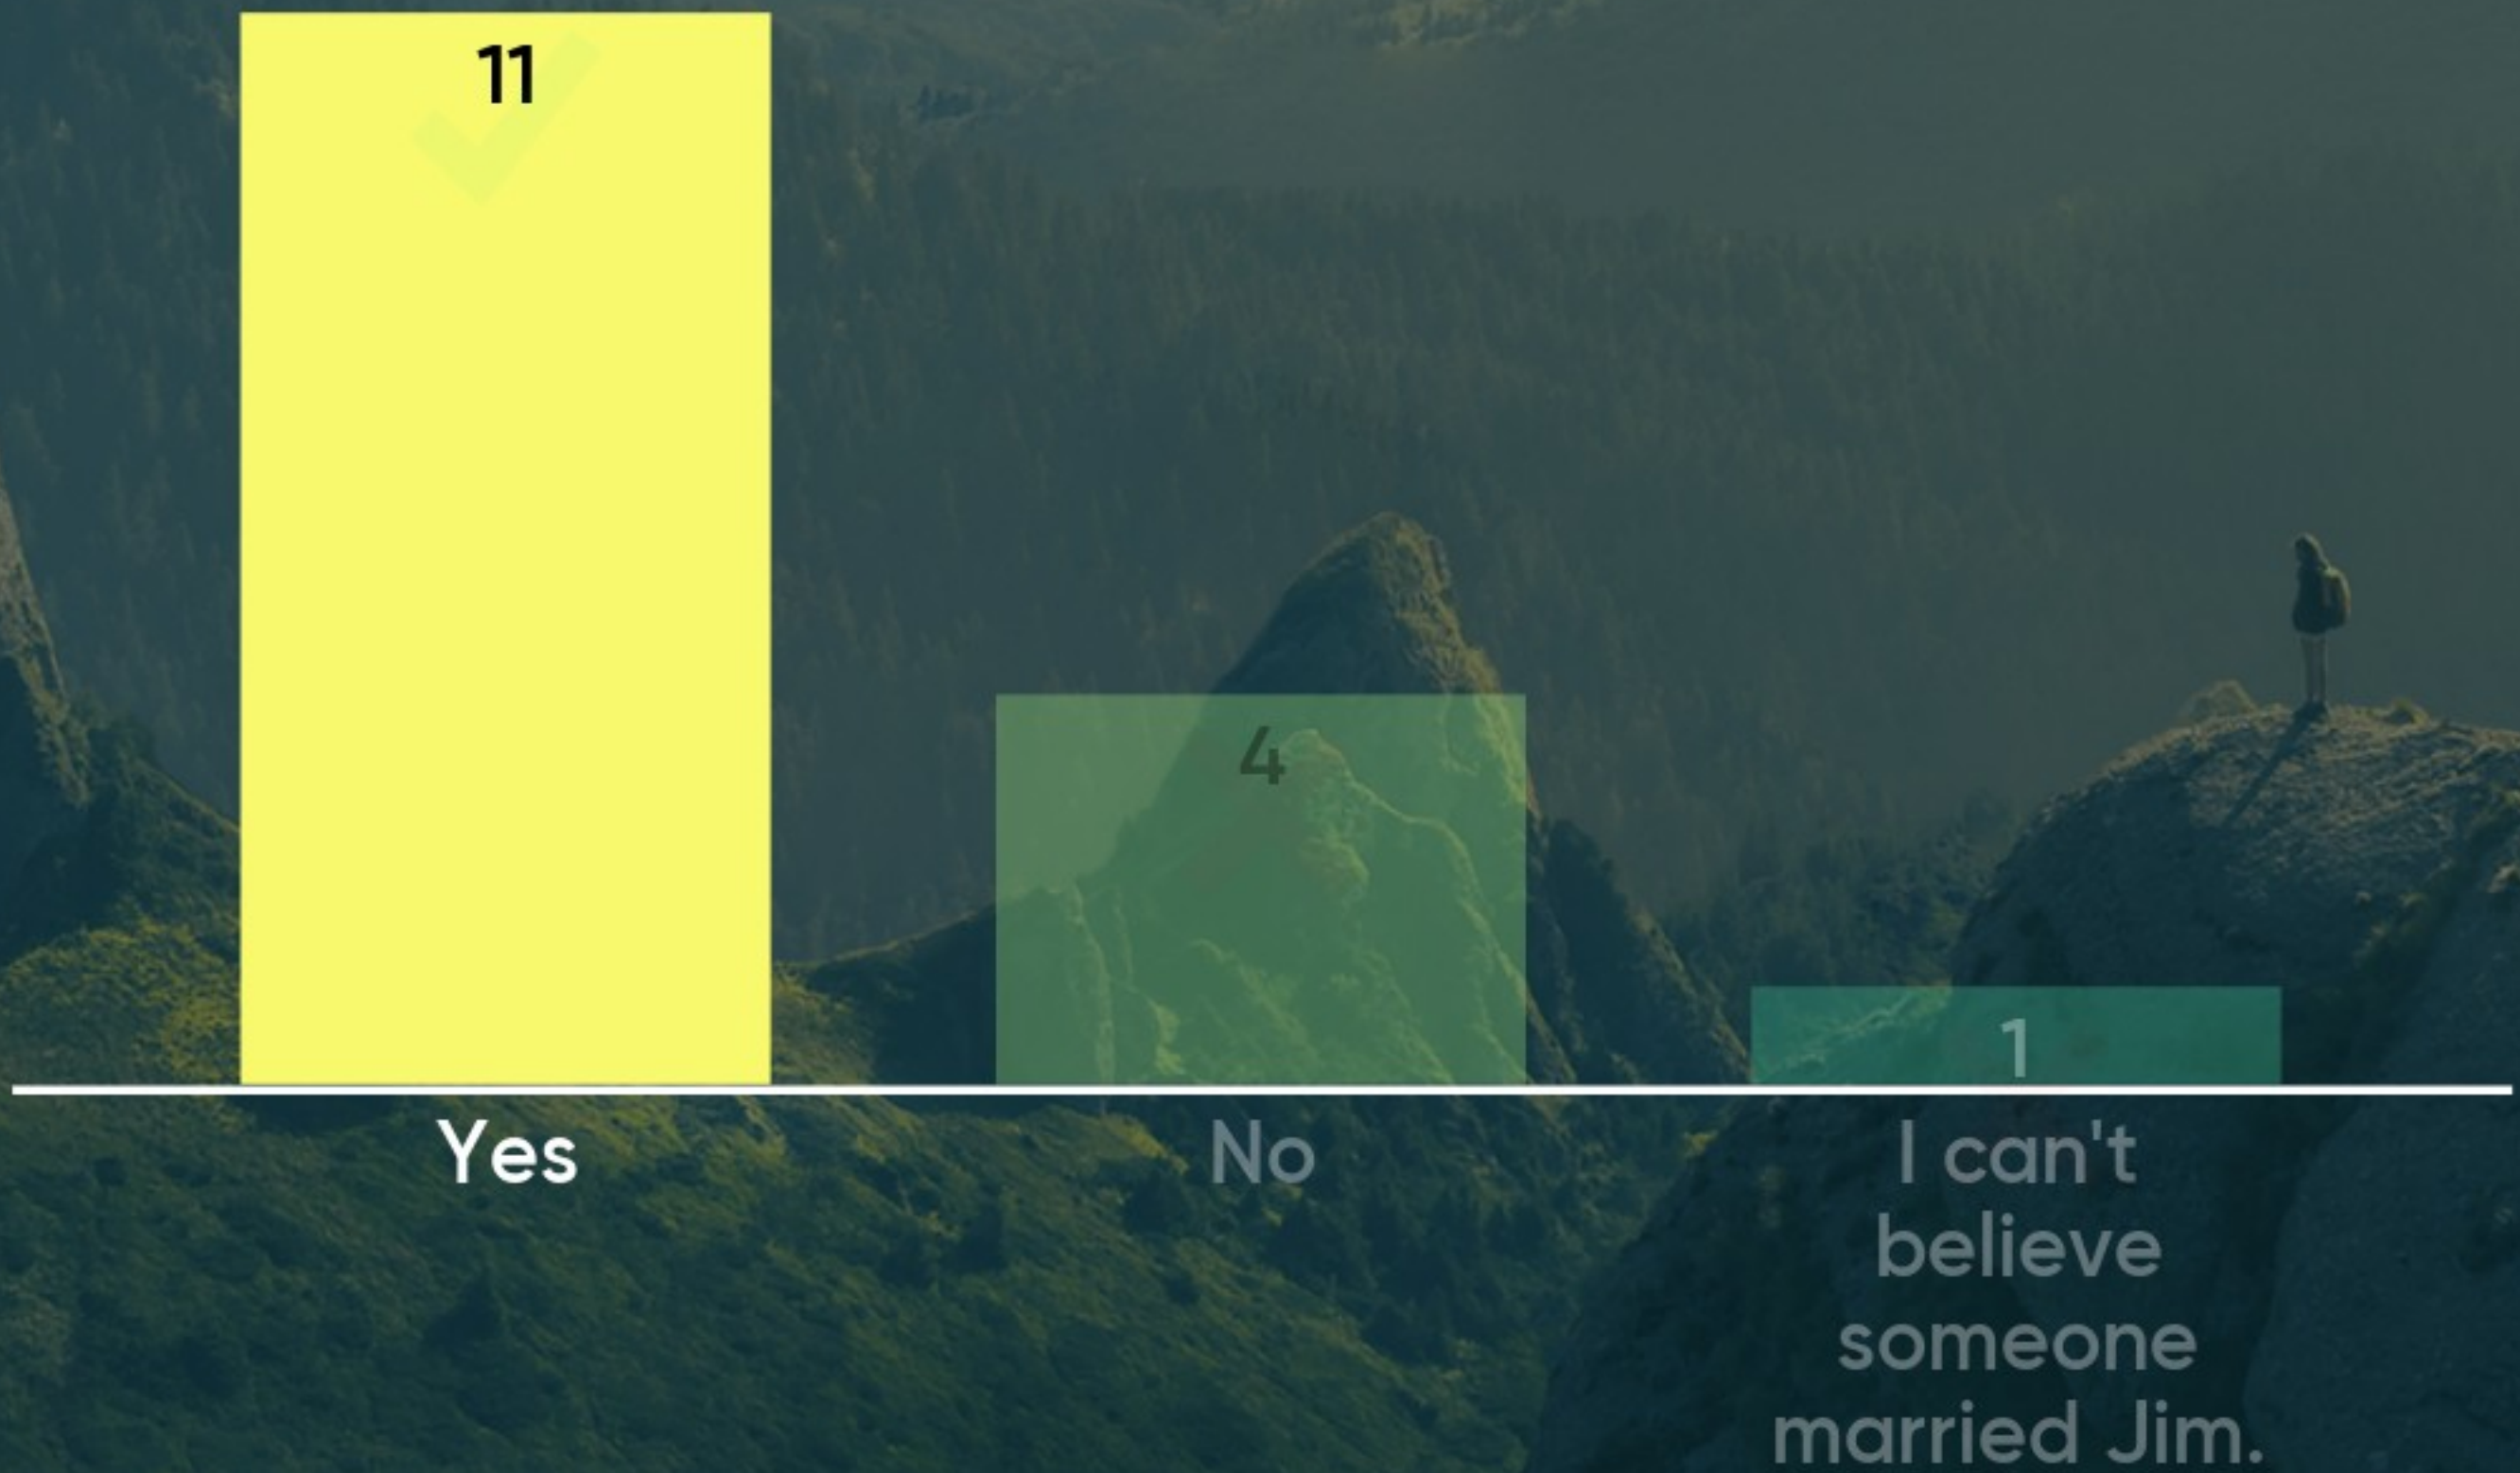 11
4
1
Yes
No
I can't
believe
someone
married Jim.